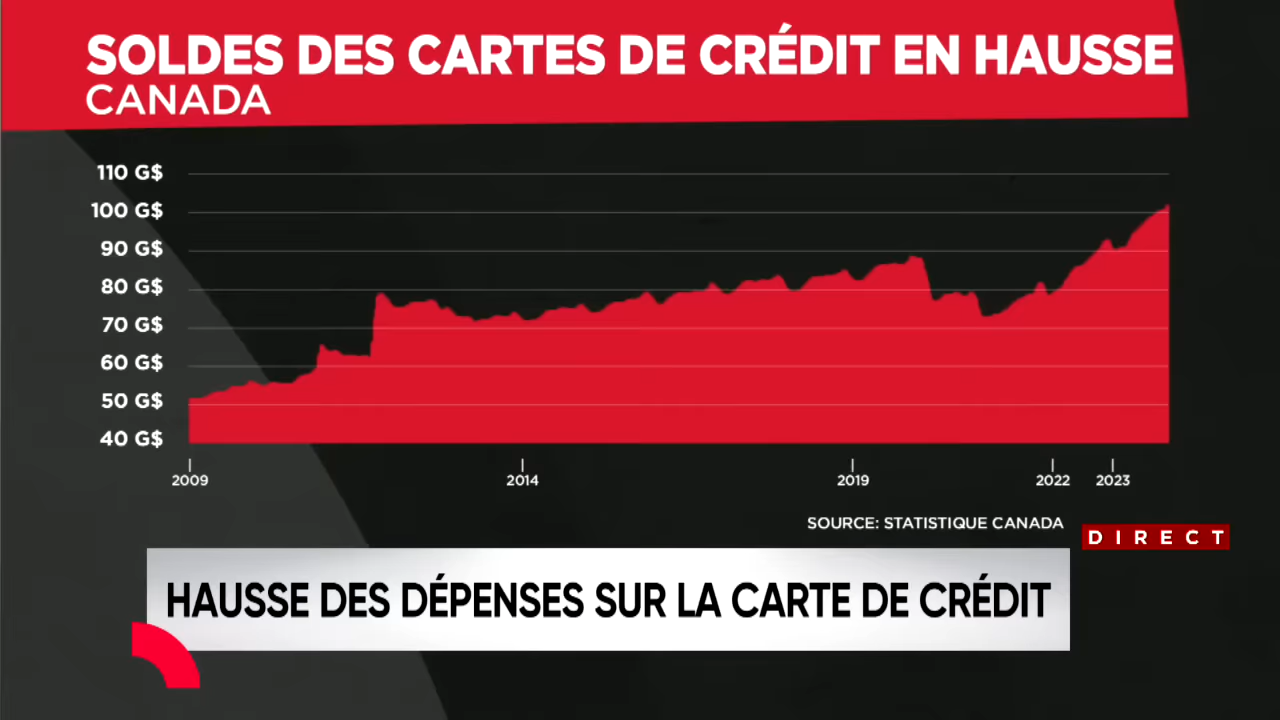 SOLDES DES CARTES DE CRÉDIT EN HAUSSE
CANADA
110 G$
100 G$
90 G$
80 G$
70 G$
60 G$
50 G$
40 G$
2009 2014 2019 2022 2023
SOURCE: STATISTIQUE CANADA
DIRECT
HAUSSE DES DÉPENSES SUR LA CARTE DE CRÉDIT